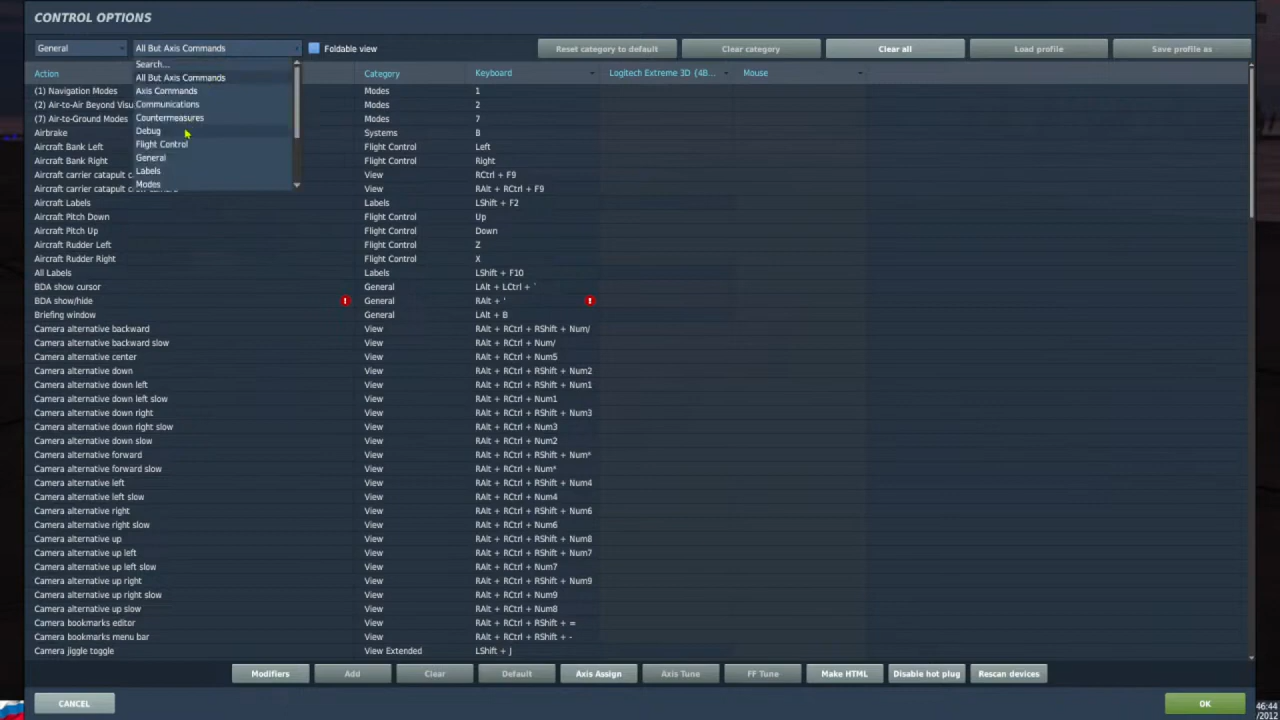 CONTROL OPTIONS
General All But Axis Commands Foldable view Reset category to default Clear category Clear all Load profile Save profile as
Search...
Action Category Keyboard Logitech Extreme 3D (4B... Mouse
All But Axis Commands
Axis Commands
Communications
Countermeasures
Debug
Flight Control
General
Labels
Modes
(1) Navigation Modes Modes 1
(2) Air-to-Air Beyond Visu Modes 2
(7) Air-to-Ground Modes Modes 7
Airbrake Systems B
Aircraft Bank Left Flight Control Left
Aircraft Bank Right Flight Control Right
Aircraft carrier catapult c View RCtrl + F9
Aircraft carrier catapult View RAlt + RCtrl + F9
Aircraft Labels Labels LShift + F2
Aircraft Pitch Down Flight Control Up
Aircraft Pitch Up Flight Control Down
Aircraft Rudder Left Flight Control Z
Aircraft Rudder Right Flight Control X
All Labels Labels LShift + F10
BDA show cursor General LAlt + LCtrl + `
BDA show/hide ! General RAlt + ' !
Briefing window General LAlt + B
Camera alternative backward View RAlt + RCtrl + RShift + Num/
Camera alternative backward slow View RAlt + RCtrl + Num/
Camera alternative center View RAlt + RCtrl + Num5
Camera alternative down View RAlt + RCtrl + RShift + Num2
Camera alternative down left View RAlt + RCtrl + RShift + Num1
Camera alternative down left slow View RAlt + RCtrl + Num1
Camera alternative down right View RAlt + RCtrl + RShift + Num3
Camera alternative down right slow View RAlt + RCtrl + Num3
Camera alternative down slow View RAlt + RCtrl + Num2
Camera alternative forward View RAlt + RCtrl + RShift + Num*
Camera alternative forward slow View RAlt + RCtrl + Num*
Camera alternative left View RAlt + RCtrl + RShift + Num4
Camera alternative left slow View RAlt + RCtrl + Num4
Camera alternative right View RAlt + RCtrl + RShift + Num6
Camera alternative right slow View RAlt + RCtrl + Num6
Camera alternative up View RAlt + RCtrl + RShift + Num8
Camera alternative up left View RAlt + RCtrl + RShift + Num7
Camera alternative up left slow View RAlt + RCtrl + Num7
Camera alternative up right View RAlt + RCtrl + RShift + Num9
Camera alternative up right slow View RAlt + RCtrl + Num9
Camera alternative up slow View RAlt + RCtrl + Num8
Camera bookmarks editor View RAlt + RCtrl + RShift + =
Camera bookmarks menu bar View RAlt + RCtrl + RShift + -
Camera jiggle toggle View Extended LShift + J
Modifiers Add Clear Default Axis Assign Axis Tune FF Tune Make HTML Disable hot plug Rescan devices
CANCEL OK
46:44
/2012